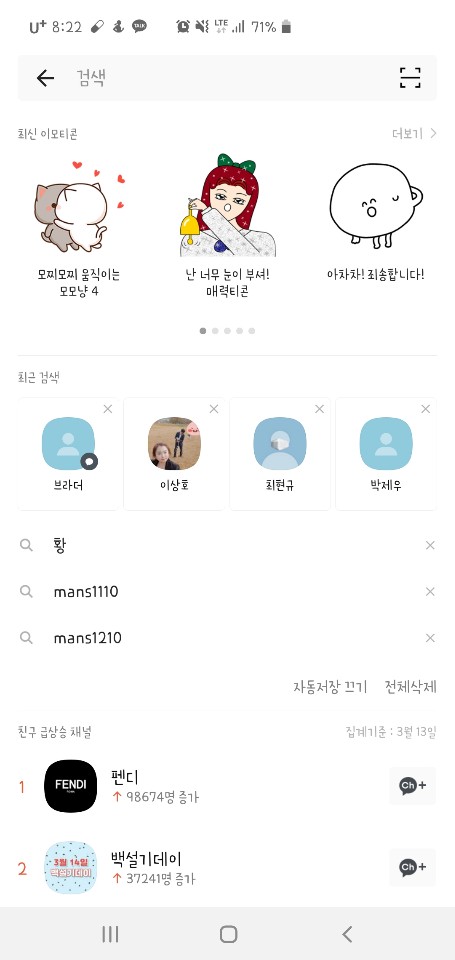 U+ 8:22 TALK LTE 71%
검색
최신 이모티콘 더보기
모찌모찌 움직이는
모모냥 4
난 너무 눈이 부셔!
매력티콘
아차차! 죄송합니다!
최근 검색
브라더
이상호
최현규
박제우
황
mans1110
mans1210
자동저장 끄기 전체삭제
친구 급상승 채널 집계기준 : 3월 13일
1 FENDI 펜디 Ch+
↑ 98674명 증가
2 3월 14일 백설기데이 백설기데이 Ch+
↑ 37241명 증가